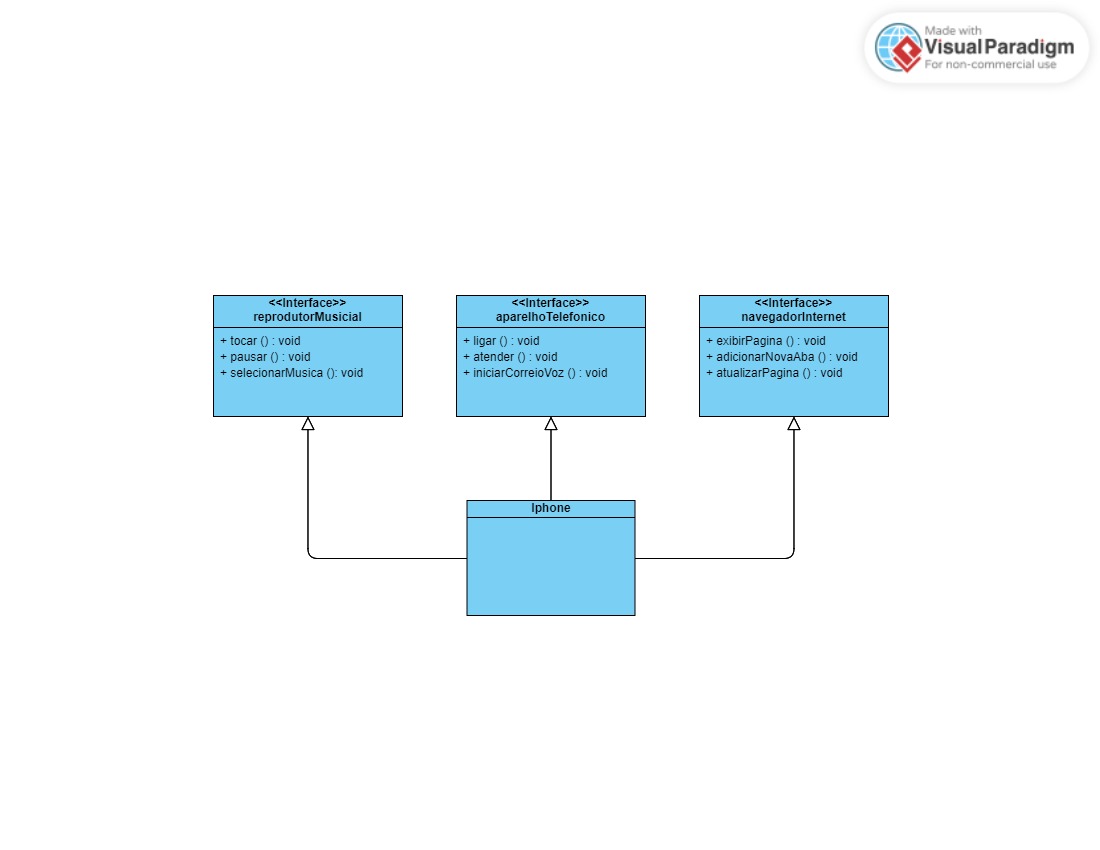 Made with
Visual Paradigm
For non-commercial use
<<Interface>>
reprodutorMusicial
+ tocar () : void
+ pausar () : void
+ selecionarMusica (): void
<<Interface>>
aparelhoTelefonico
+ ligar () : void
+ atender () : void
+ iniciarCorreioVoz () : void
<<Interface>>
navegadorInternet
+ exibirPagina () : void
+ adicionarNovaAba () : void
+ atualizarPagina () : void
Iphone